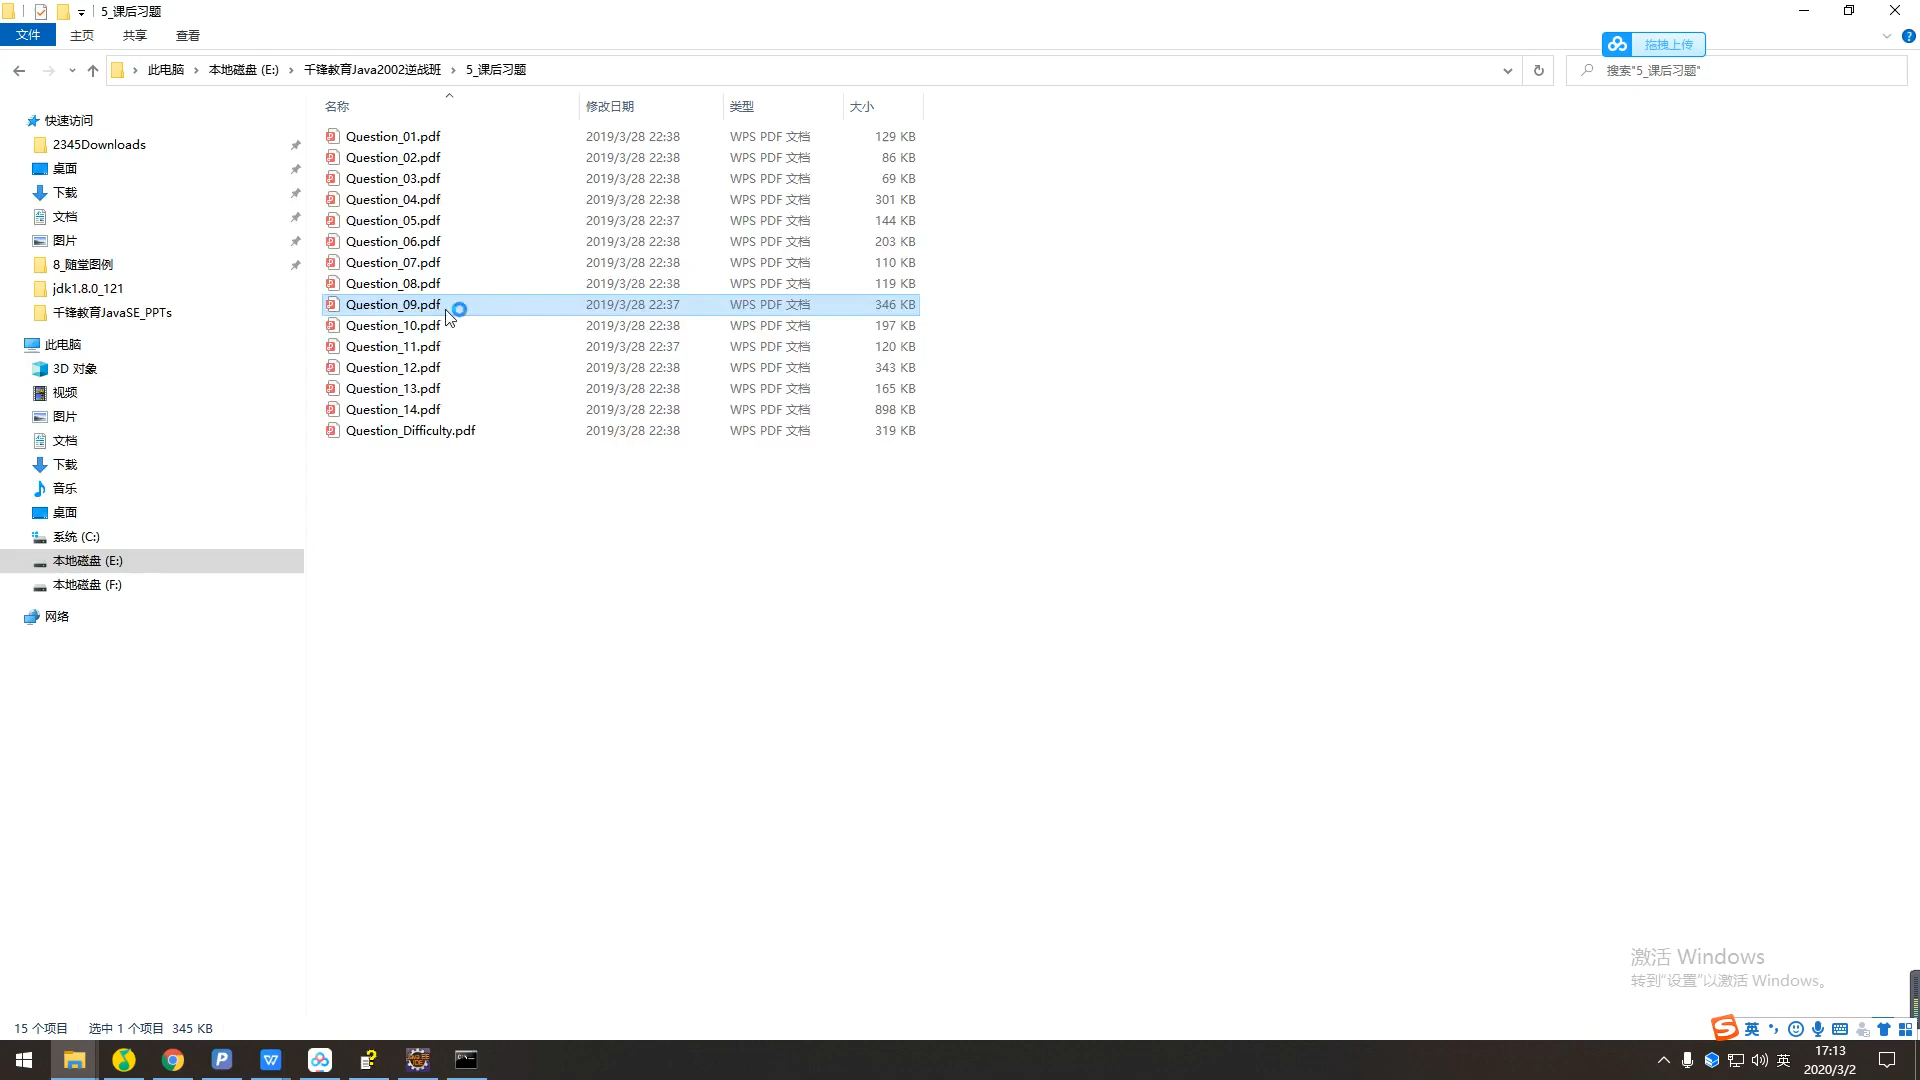 5_课后习题
文件 主页 共享 查看
拖拽上传
此电脑 本地磁盘 (E:) 千锋教育Java2002逆战班 5_课后习题
搜索"5_课后习题"
名称 修改日期 类型 大小
快速访问
2345Downloads
桌面
下载
文档
图片
8_随堂图例
jdk1.8.0_121
千锋教育JavaSE_PPTs
此电脑
3D 对象
视频
图片
文档
下载
音乐
桌面
系统 (C:)
本地磁盘 (E:)
本地磁盘 (F:)
网络
Question_01.pdf 2019/3/28 22:38 WPS PDF 文档 129 KB
Question_02.pdf 2019/3/28 22:38 WPS PDF 文档 86 KB
Question_03.pdf 2019/3/28 22:38 WPS PDF 文档 69 KB
Question_04.pdf 2019/3/28 22:38 WPS PDF 文档 301 KB
Question_05.pdf 2019/3/28 22:37 WPS PDF 文档 144 KB
Question_06.pdf 2019/3/28 22:38 WPS PDF 文档 203 KB
Question_07.pdf 2019/3/28 22:38 WPS PDF 文档 110 KB
Question_08.pdf 2019/3/28 22:38 WPS PDF 文档 119 KB
Question_09.pdf 2019/3/28 22:37 WPS PDF 文档 346 KB
Question_10.pdf 2019/3/28 22:38 WPS PDF 文档 197 KB
Question_11.pdf 2019/3/28 22:37 WPS PDF 文档 120 KB
Question_12.pdf 2019/3/28 22:38 WPS PDF 文档 343 KB
Question_13.pdf 2019/3/28 22:38 WPS PDF 文档 165 KB
Question_14.pdf 2019/3/28 22:38 WPS PDF 文档 898 KB
Question_Difficulty.pdf 2019/3/28 22:38 WPS PDF 文档 319 KB
激活 Windows
转到"设置"以激活 Windows。
15 个项目 选中 1 个项目 345 KB
英
英
17:13
2020/3/2